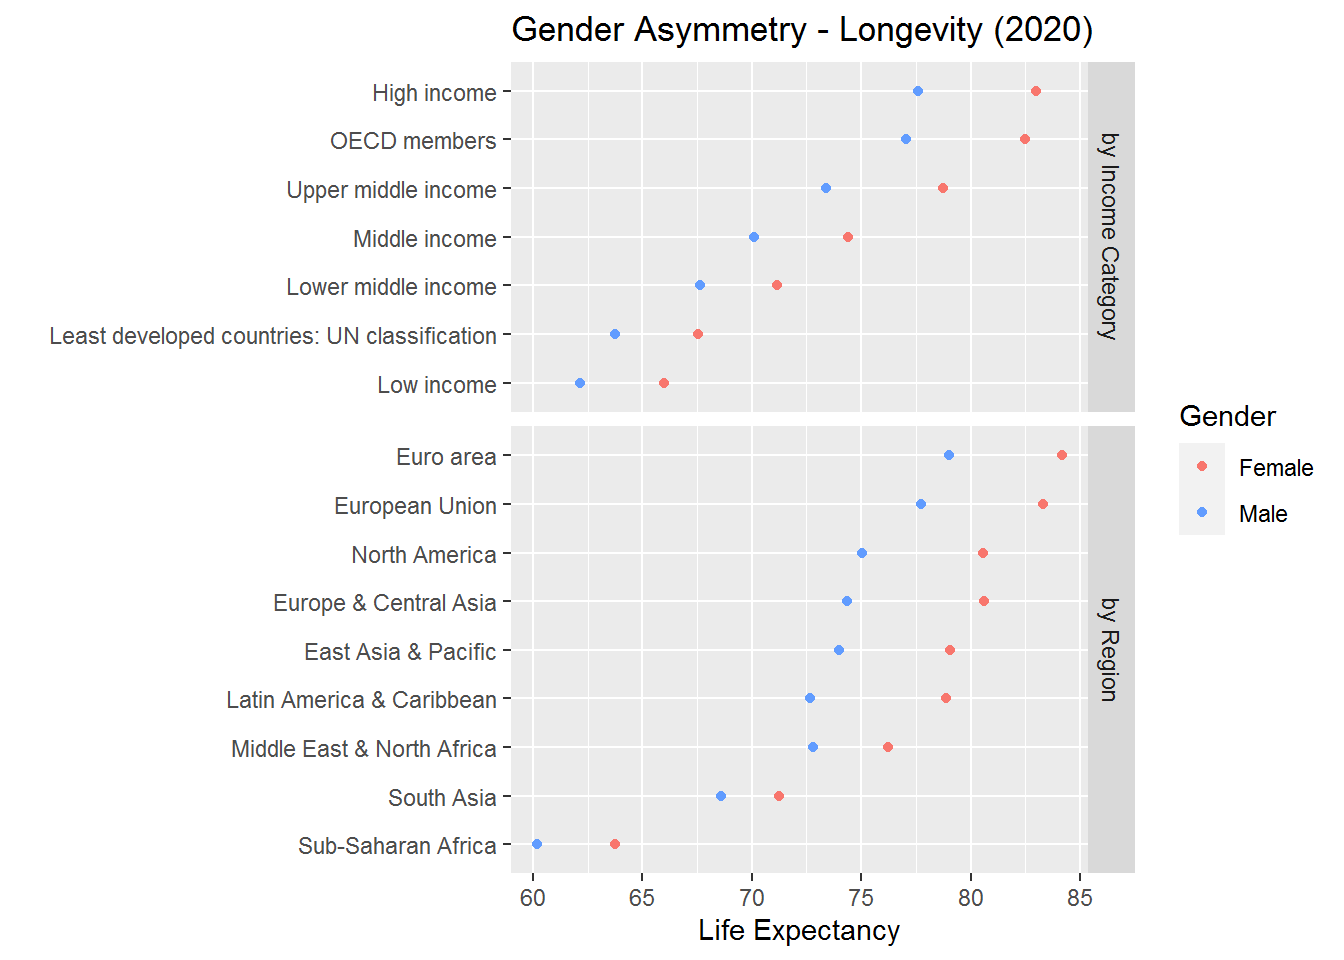 Gender Asymmetry - Longevity (2020)
High income
OECD members
Upper middle income
Middle income
Lower middle income
Least developed countries: UN classification
Low income
by Income Category
Euro area
European Union
North America
Europe & Central Asia
East Asia & Pacific
Latin America & Caribbean
Middle East & North Africa
South Asia
Sub-Saharan Africa
by Region
60 65 70 75 80 85
Life Expectancy
Gender
Female
Male